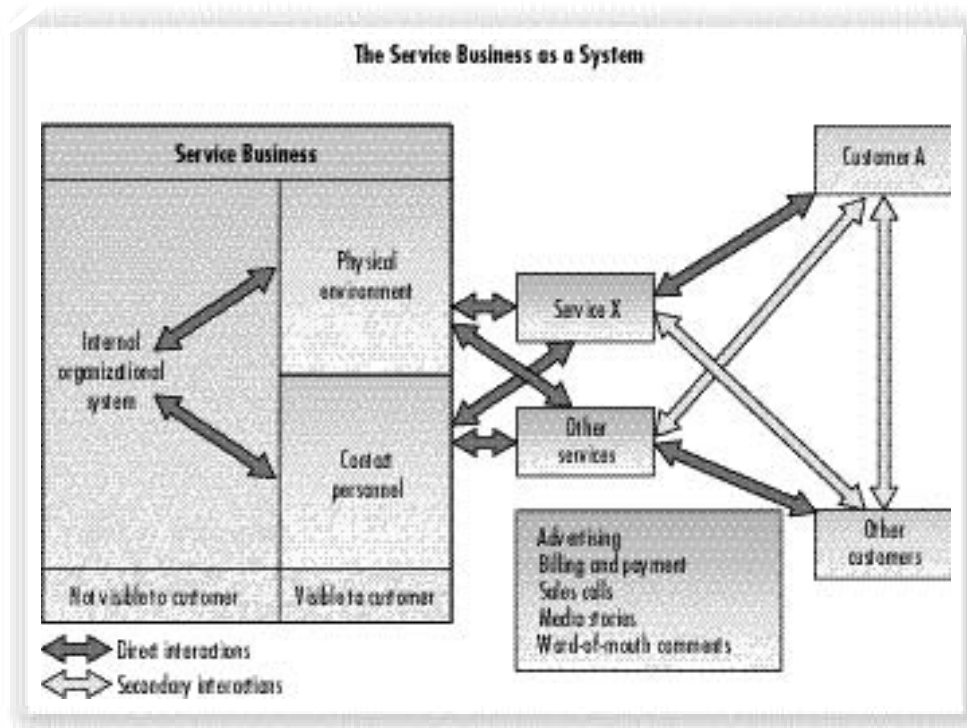 The Service Business as a System
Service Business
Customer A
Physical
environment
Service X
Internal
organizational
system
Other
services
Contact
personnel
Advertising
Billing and payment
Sales calls
Media stories
Word-of-mouth comments
Other
customers
Not visible to customer
Visible to customer
Direct interactions
Secondary interactions